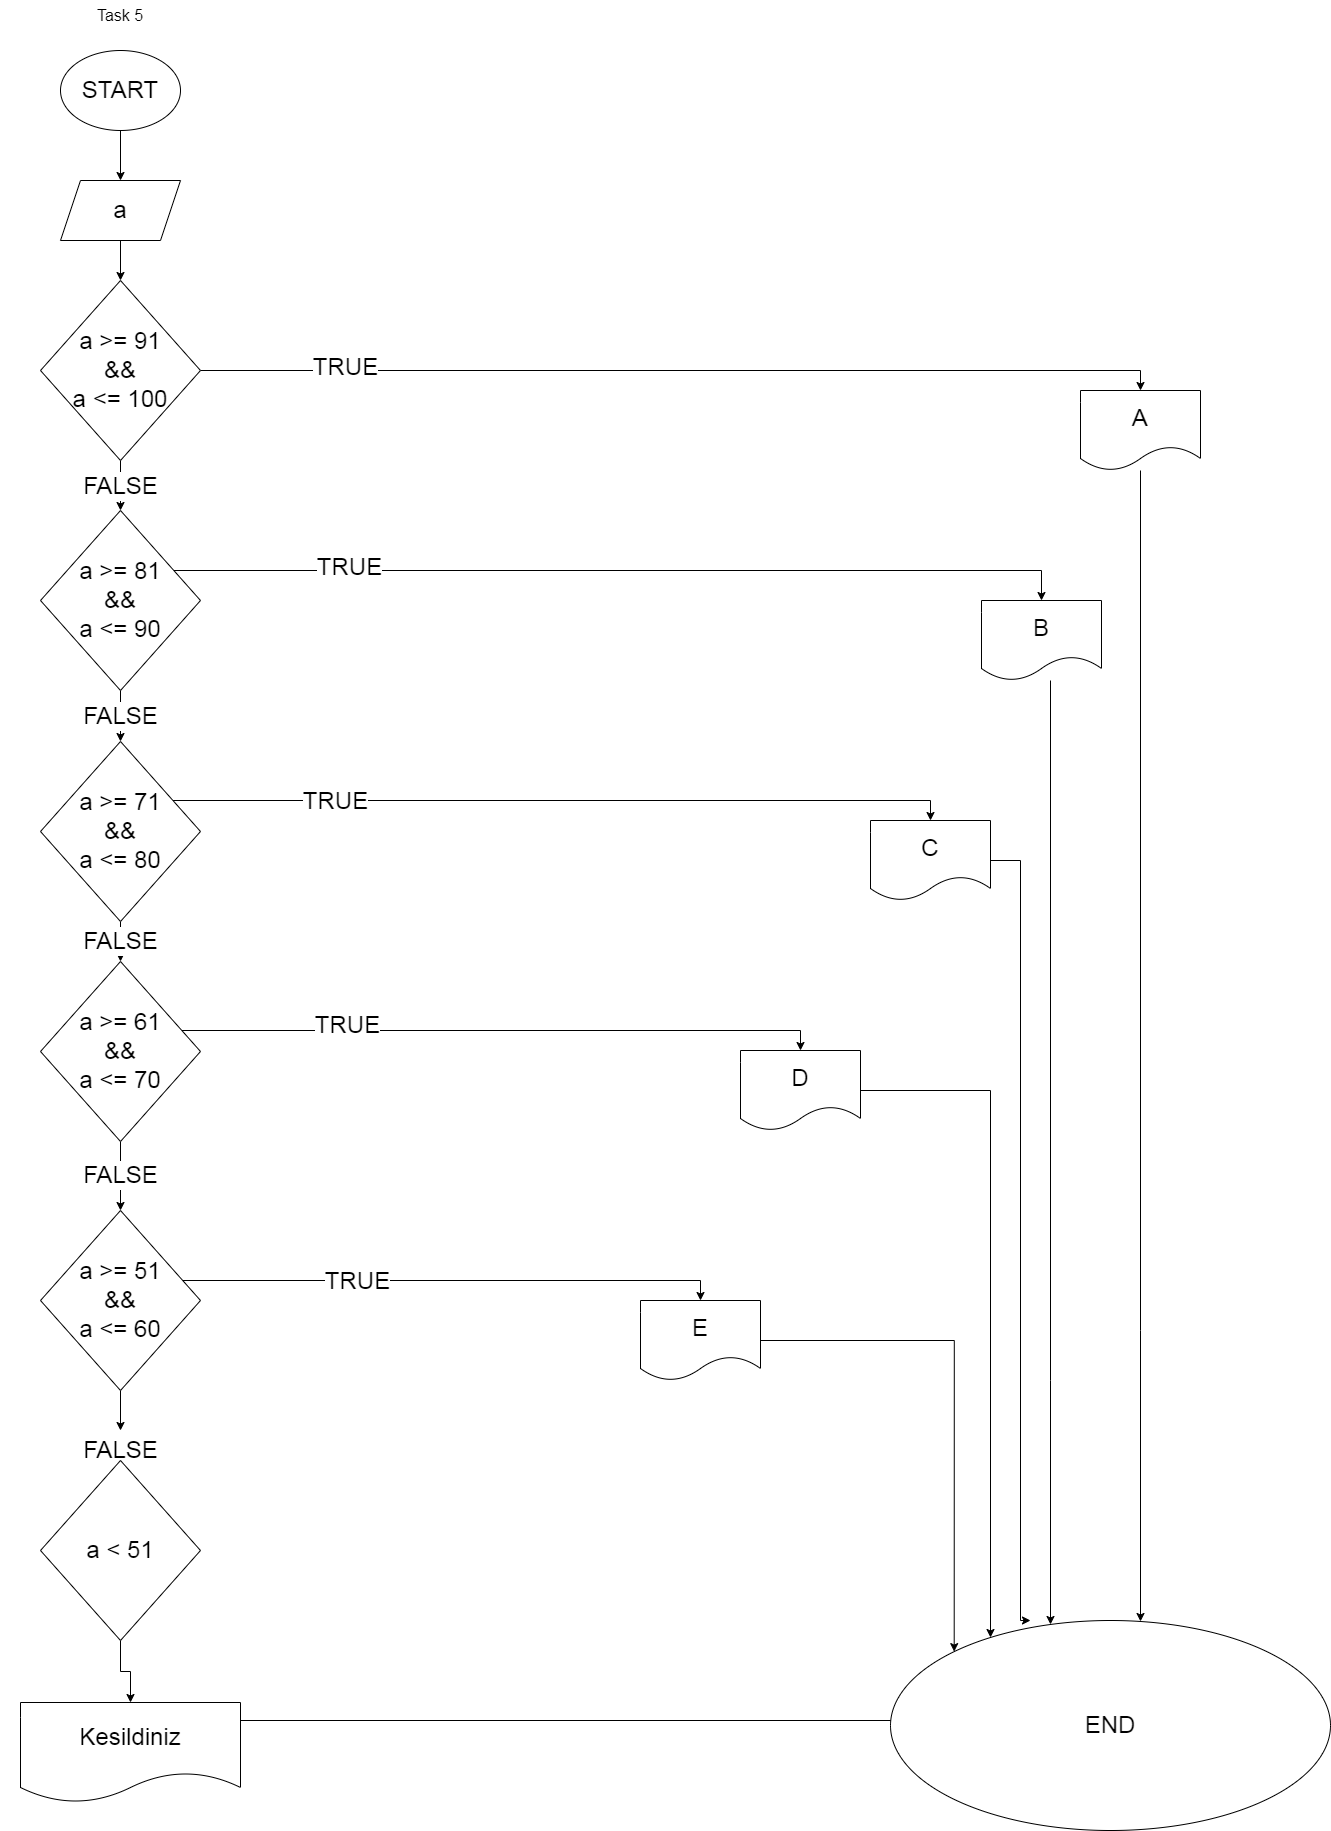 Task 5
START
a
a >= 91
&&
a <= 100
TRUE
A
FALSE
a >= 81
&&
a <= 90
TRUE
B
FALSE
a >= 71
&&
a <= 80
TRUE
C
FALSE
a >= 61
&&
a <= 70
TRUE
D
FALSE
a >= 51
&&
a <= 60
TRUE
E
FALSE
a < 51
Kesildiniz
END